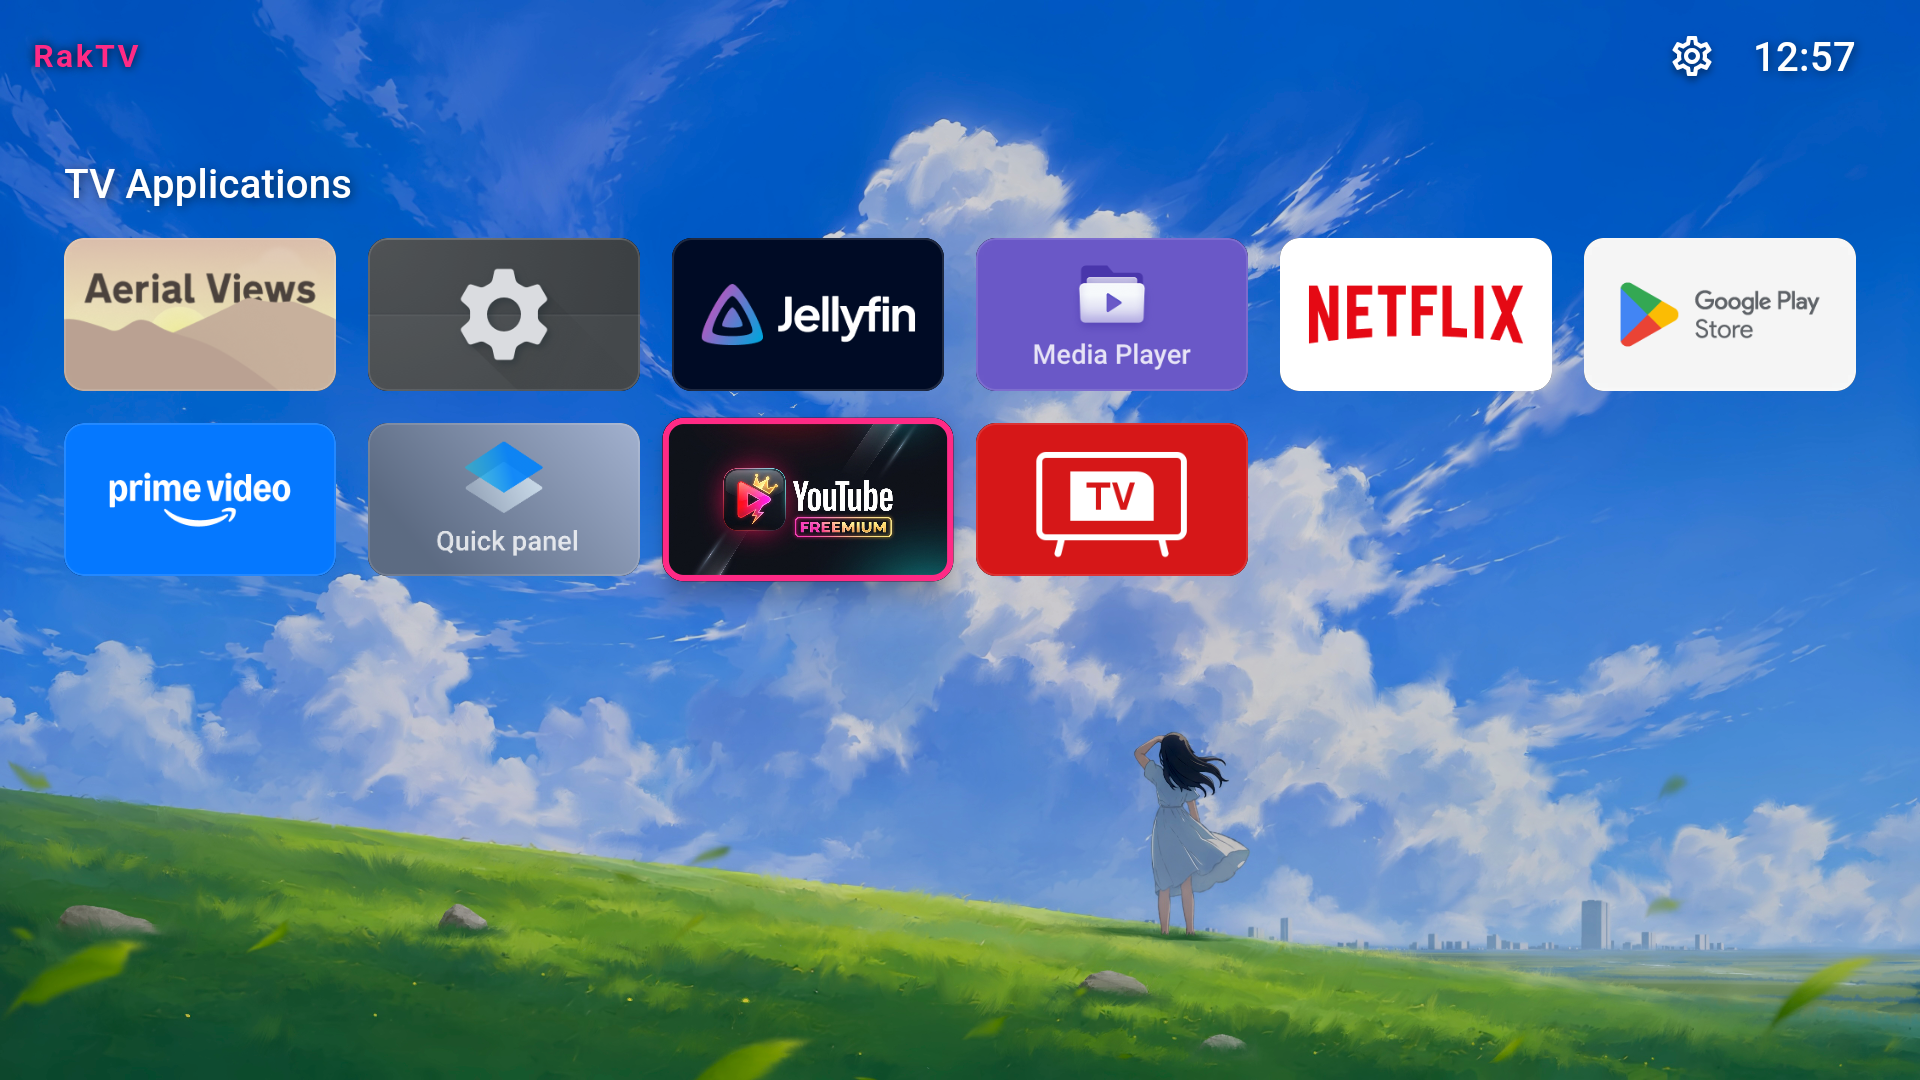 RakTV
12:57
TV Applications
Aerial Views
Jellyfin
Media Player
NETFLIX
Google Play
Store
prime video
Quick panel
YouTube
FREEMIUM
TV